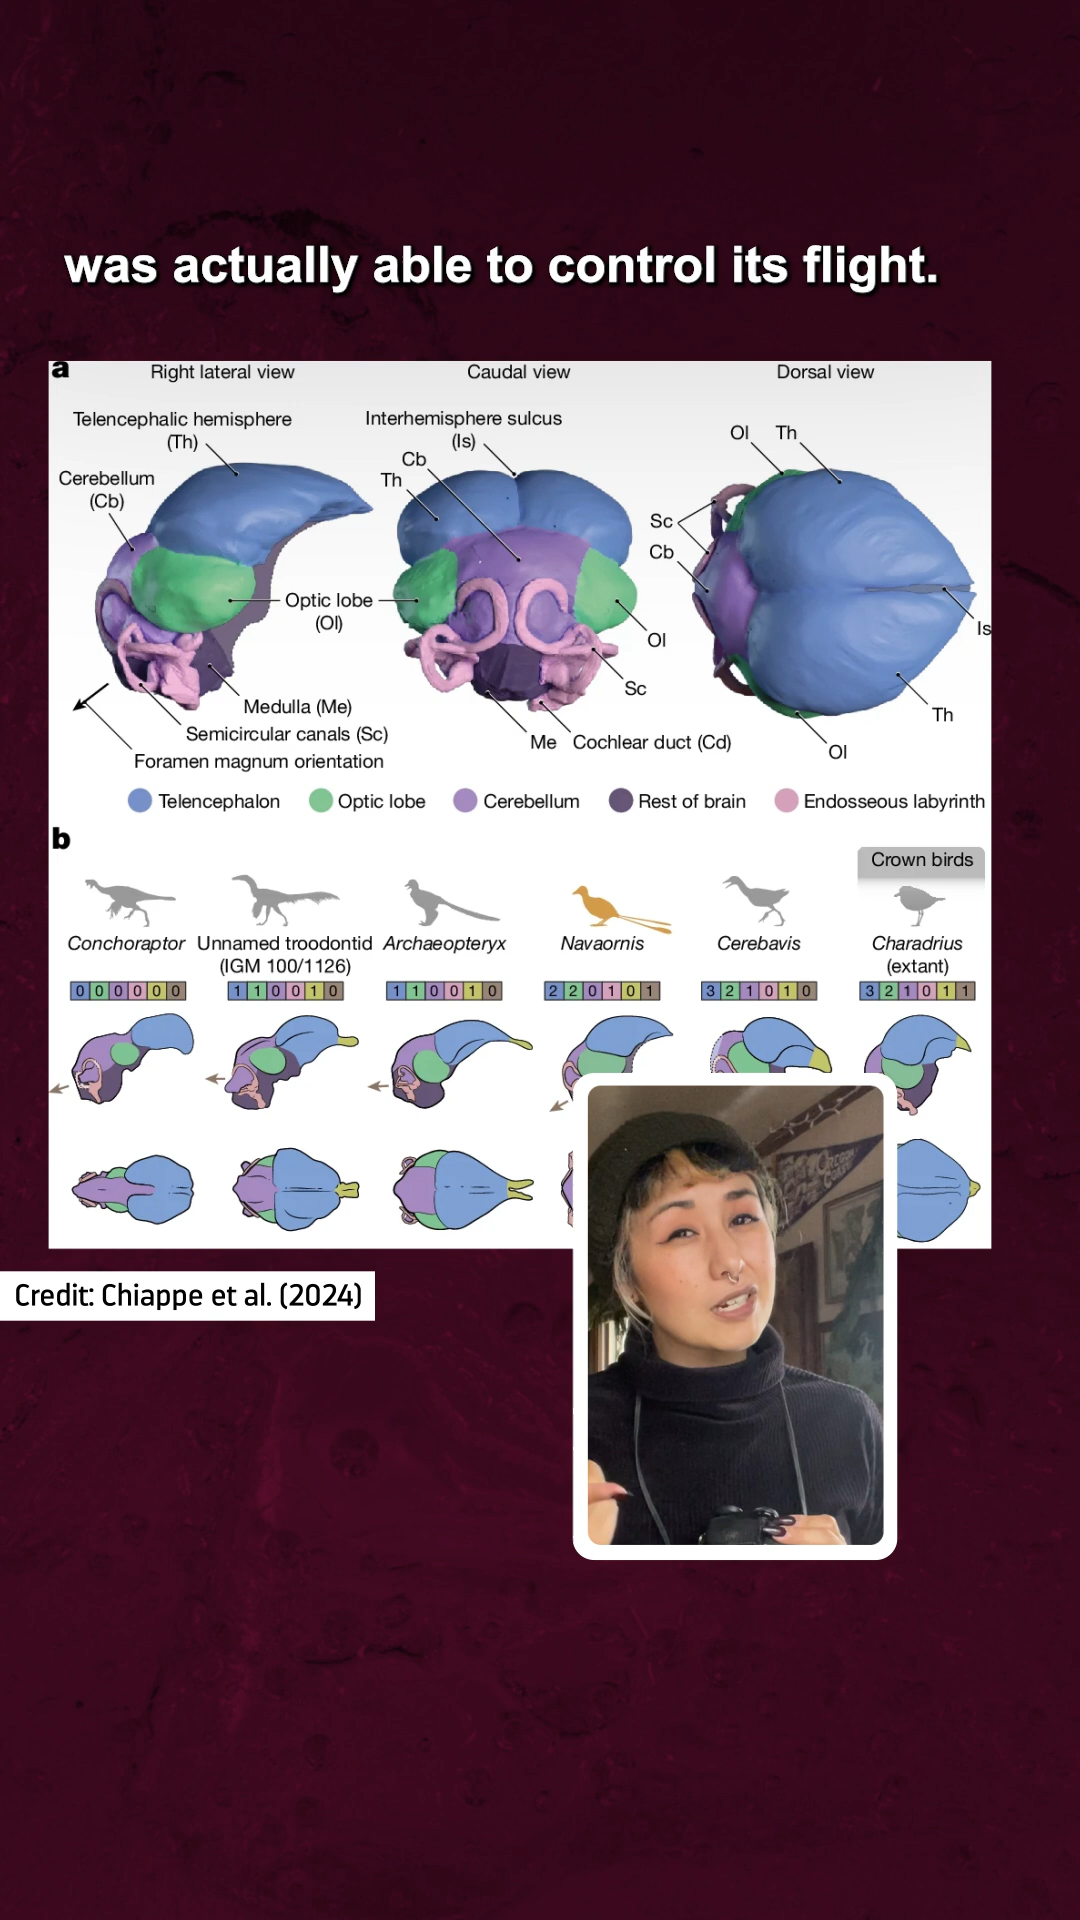 was actually able to control its flight.
a
Right lateral view
Caudal view
Dorsal view
Telencephalic hemisphere
(Th)
Cerebellum
(Cb)
Interhemisphere sulcus
(Is)
Cb
Th
Ol
Th
Sc
Cb
Optic lobe
(Ol)
Ol
Is
Sc
Th
Medulla (Me)
Semicircular canals (Sc)
Foramen magnum orientation
Me
Cochlear duct (Cd)
Ol
Telencephalon
Optic lobe
Cerebellum
Rest of brain
Endosseous labyrinth
b
Crown birds
Conchoraptor
Unnamed troodontid
(IGM 100/1126)
Archaeopteryx
Navaornis
Cerebavis
Charadrius
(extant)
0 0 0 0 0 0
1 1 0 0 1 0
1 1 0 0 1 0
2 2 0 1 0 1
3 2 1 0 1 0
3 2 1 0 1 1
OREGON
COAST
Credit: Chiappe et al. (2024)